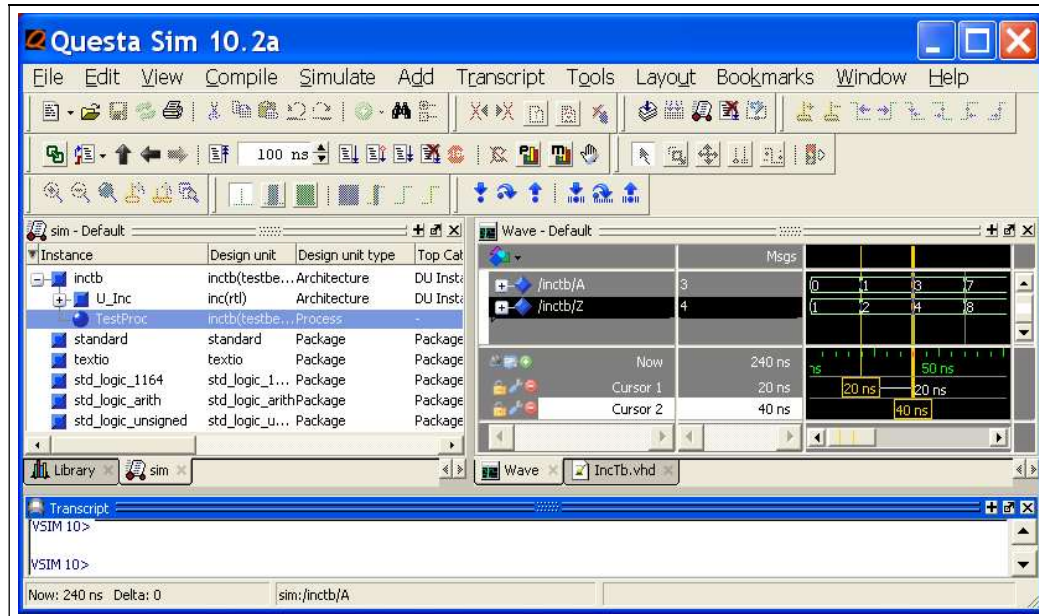 Questa Sim 10.2a
File Edit View Compile Simulate Add Transcript Tools Layout Bookmarks Window Help
100 ns
sim - Default
Instance Design unit Design unit type Top Cat
inctb inctb(testbe... Architecture DU Insta
U_Inc inc(rtl) Architecture DU Insta
TestProc inctb(testbe... Process -
standard standard Package Package
textio textio Package Package
std_logic_1164 std_logic_1... Package Package
std_logic_arith std_logic_arith Package Package
std_logic_unsigned std_logic_u... Package Package
Library sim
Wave - Default
Msgs
/inctb/A 3 0 1 3 7
/inctb/Z 4 1 2 4 8
Now 240 ns ns 50 ns
Cursor 1 20 ns 20 ns 20 ns
Cursor 2 40 ns 40 ns
Wave IncTb.vhd
Transcript
VSIM 10>
VSIM 10>
Now: 240 ns Delta: 0 sim:/inctb/A